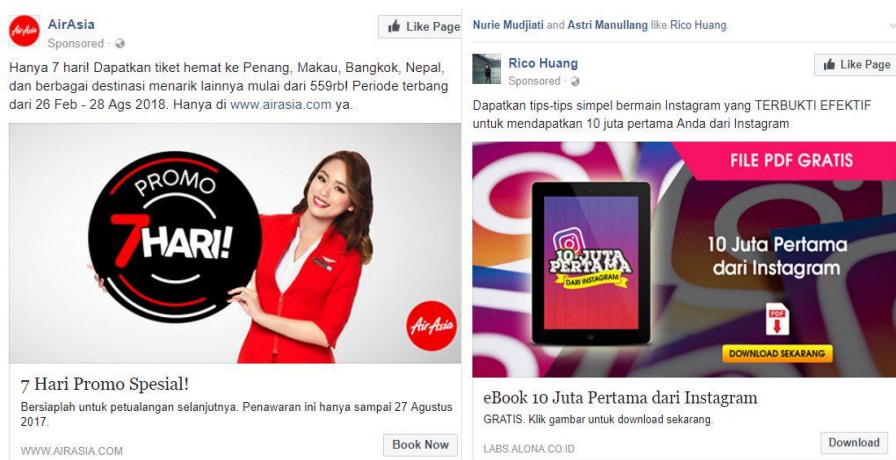 AirAsia
Sponsored ·
Like Page
Hanya 7 hari! Dapatkan tiket hemat ke Penang, Makau, Bangkok, Nepal,
dan berbagai destinasi menarik lainnya mulai dari 559rb! Periode terbang
dari 26 Feb - 28 Ags 2018. Hanya di www.airasia.com ya.
PROMO
7 HARI!
AirAsia
7 Hari Promo Spesial!
Bersiaplah untuk petualangan selanjutnya. Penawaran ini hanya sampai 27 Agustus
2017.
WWW.AIRASIA.COM
Book Now
Nurie Mudjiati and Astri Manullang like Rico Huang.
Rico Huang
Sponsored ·
Like Page
Dapatkan tips-tips simpel bermain Instagram yang TERBUKTI EFEKTIF
untuk mendapatkan 10 juta pertama Anda dari Instagram
FILE PDF GRATIS
10 JUTA
PERTAMA
DARI INSTAGRAM
10 Juta Pertama
dari Instagram
PDF
DOWNLOAD SEKARANG
eBook 10 Juta Pertama dari Instagram
GRATIS. Klik gambar untuk download sekarang.
LABS.ALONA.CO.ID
Download